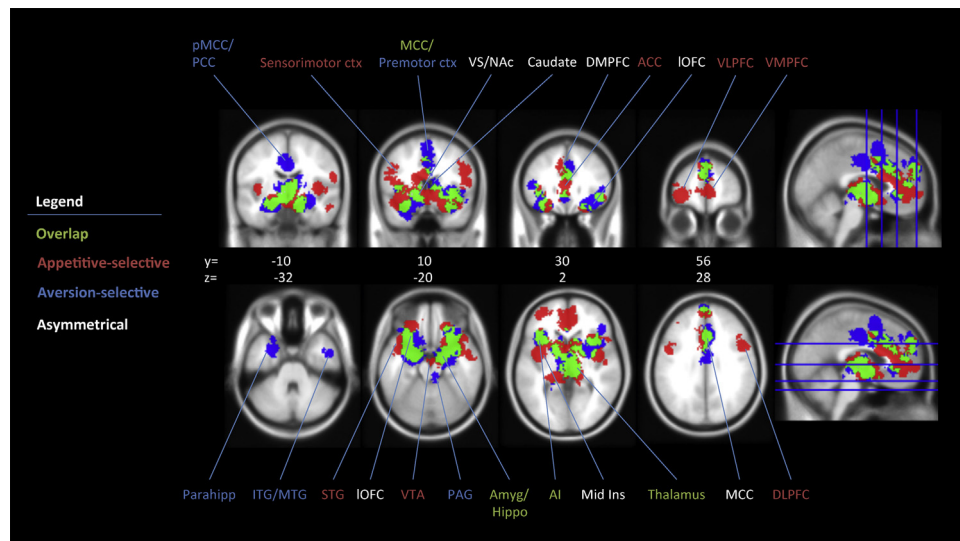 pMCC/
PCC
Sensorimotor ctx
MCC/
Premotor ctx
VS/NAc
Caudate
DMPFC
ACC
lOFC
VLPFC
VMPFC
Legend
Overlap
Appetitive-selective
Aversion-selective
Asymmetrical
y= -10 10 30 56
z= -32 -20 2 28
Parahipp
ITG/MTG
STG
lOFC
VTA
PAG
Amyg/
Hippo
AI
Mid Ins
Thalamus
MCC
DLPFC